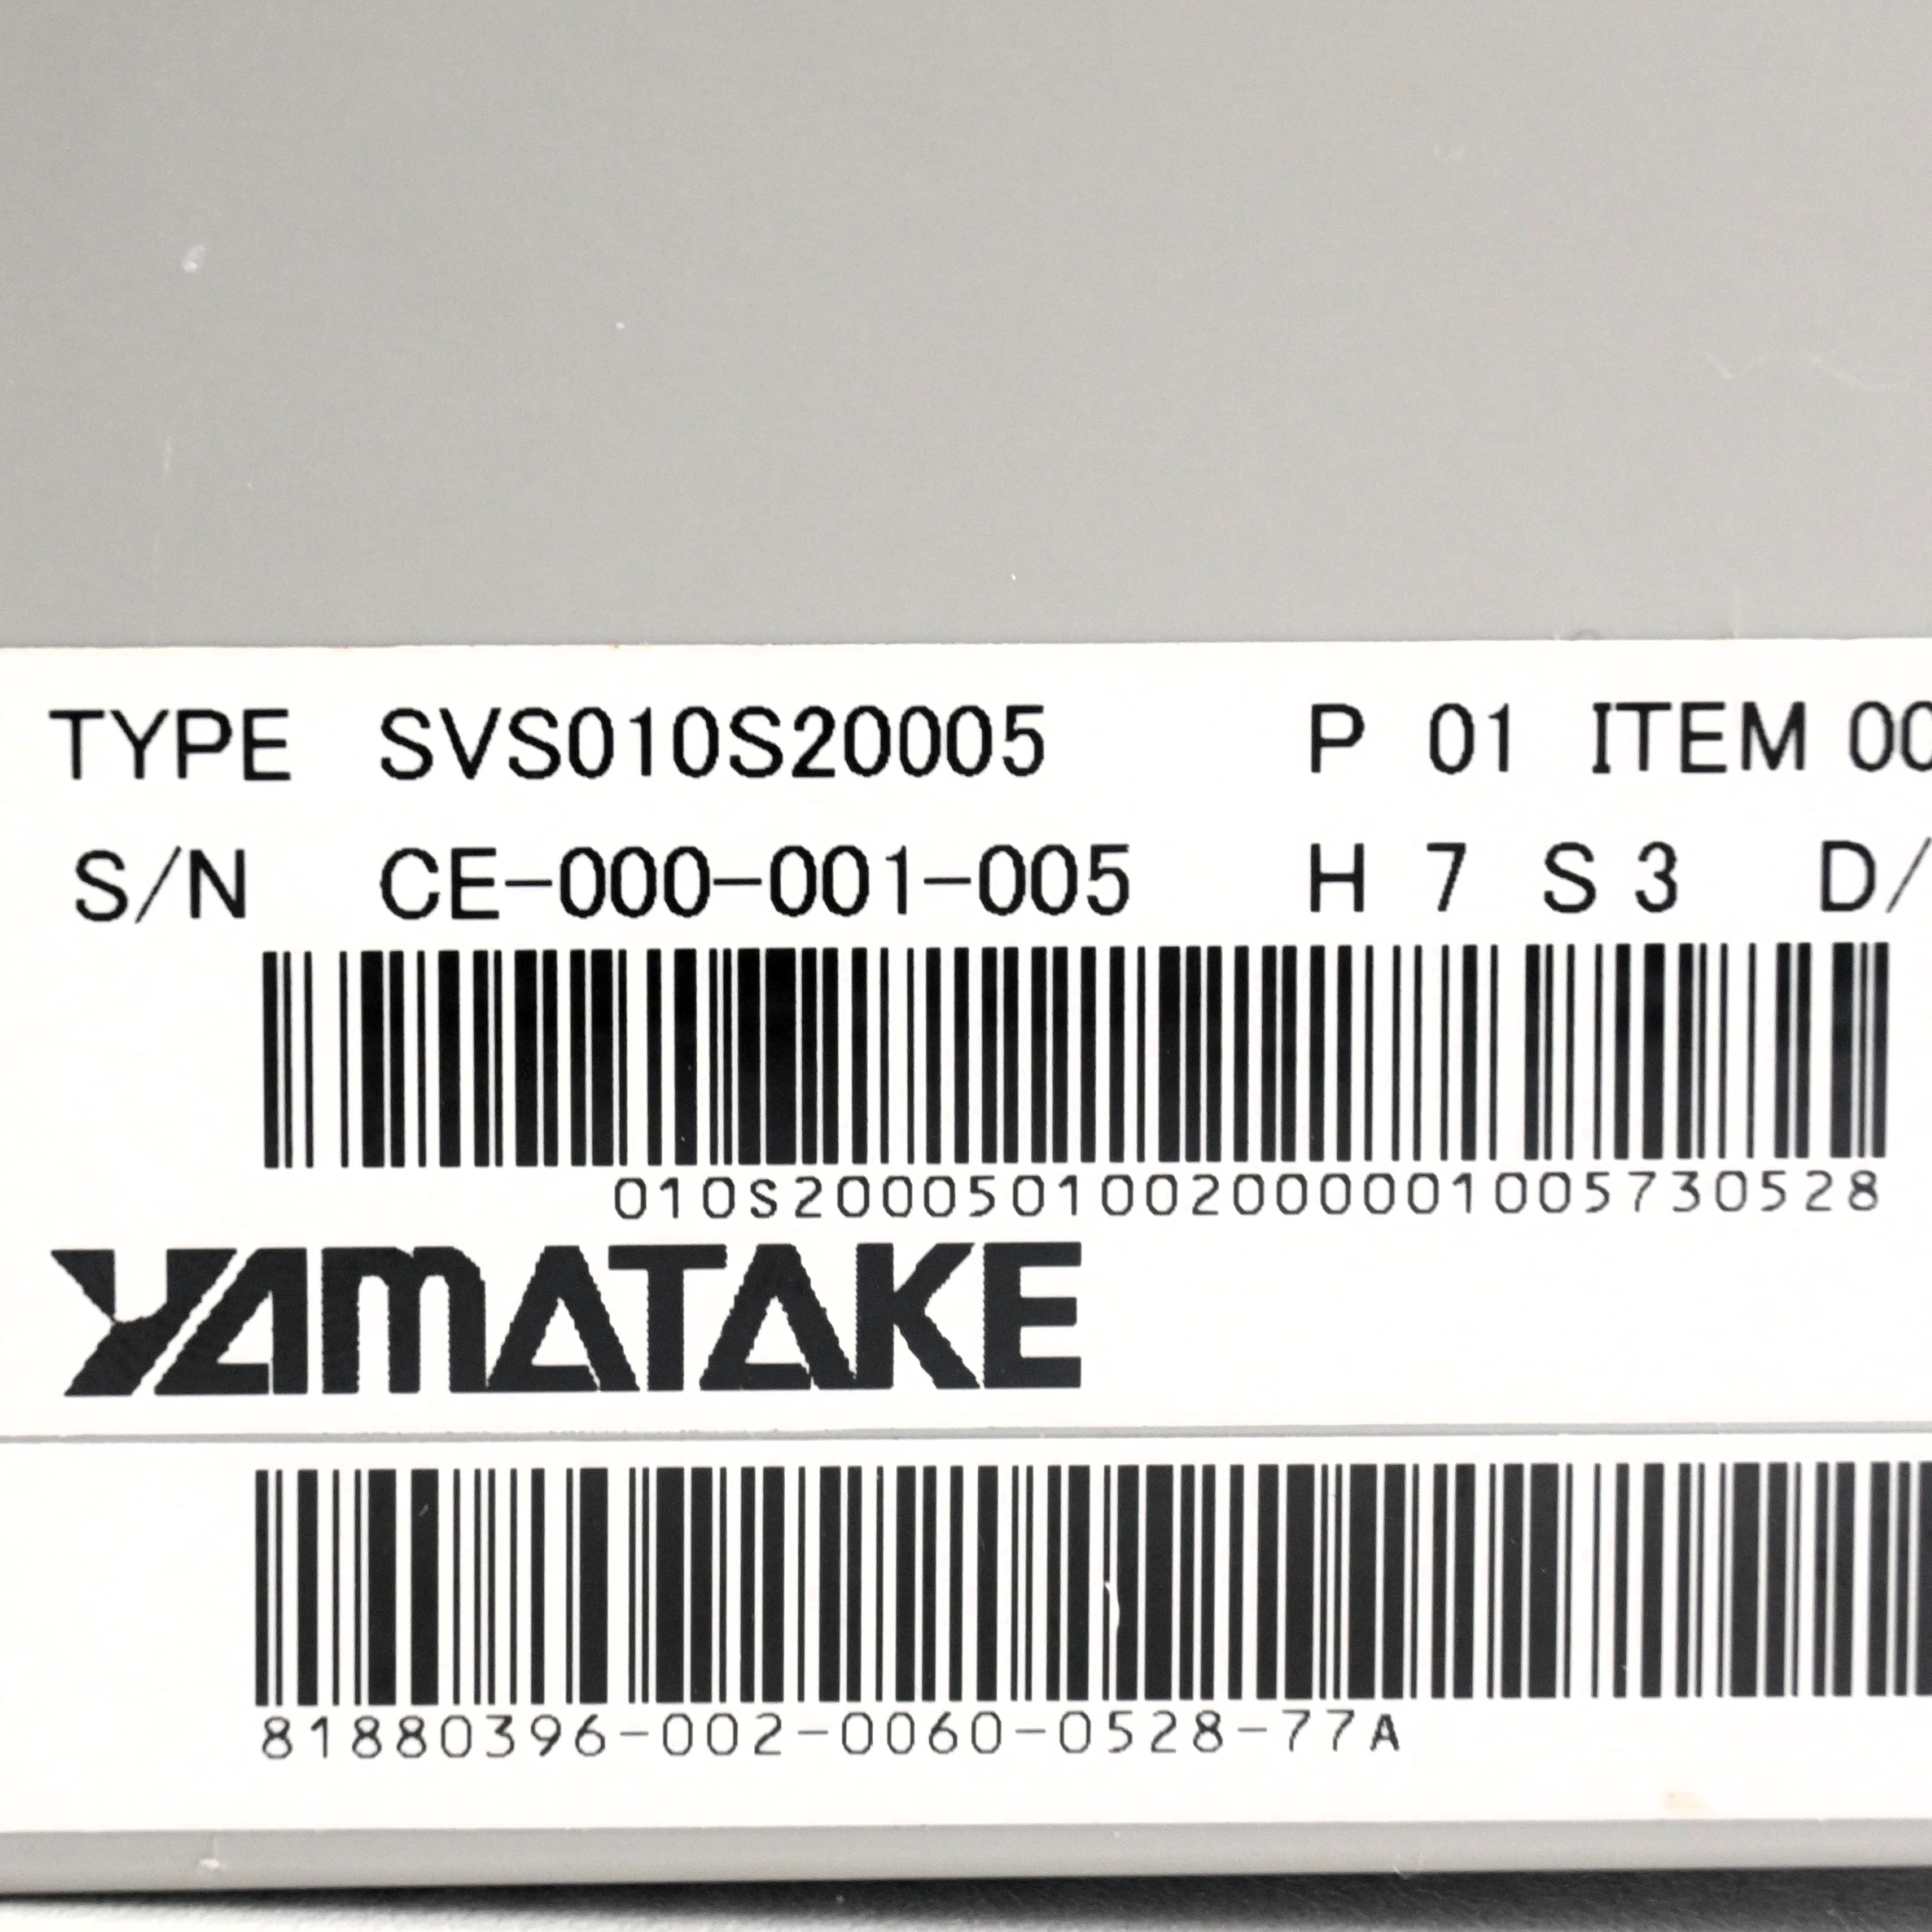 TYPE SVS010S20005 P 01 ITEM 00
S/N CE-000-001-005 H 7 S 3 D/
010S2000501002000001005730528
YAMATAKE
81880396-002-0060-0528-77A